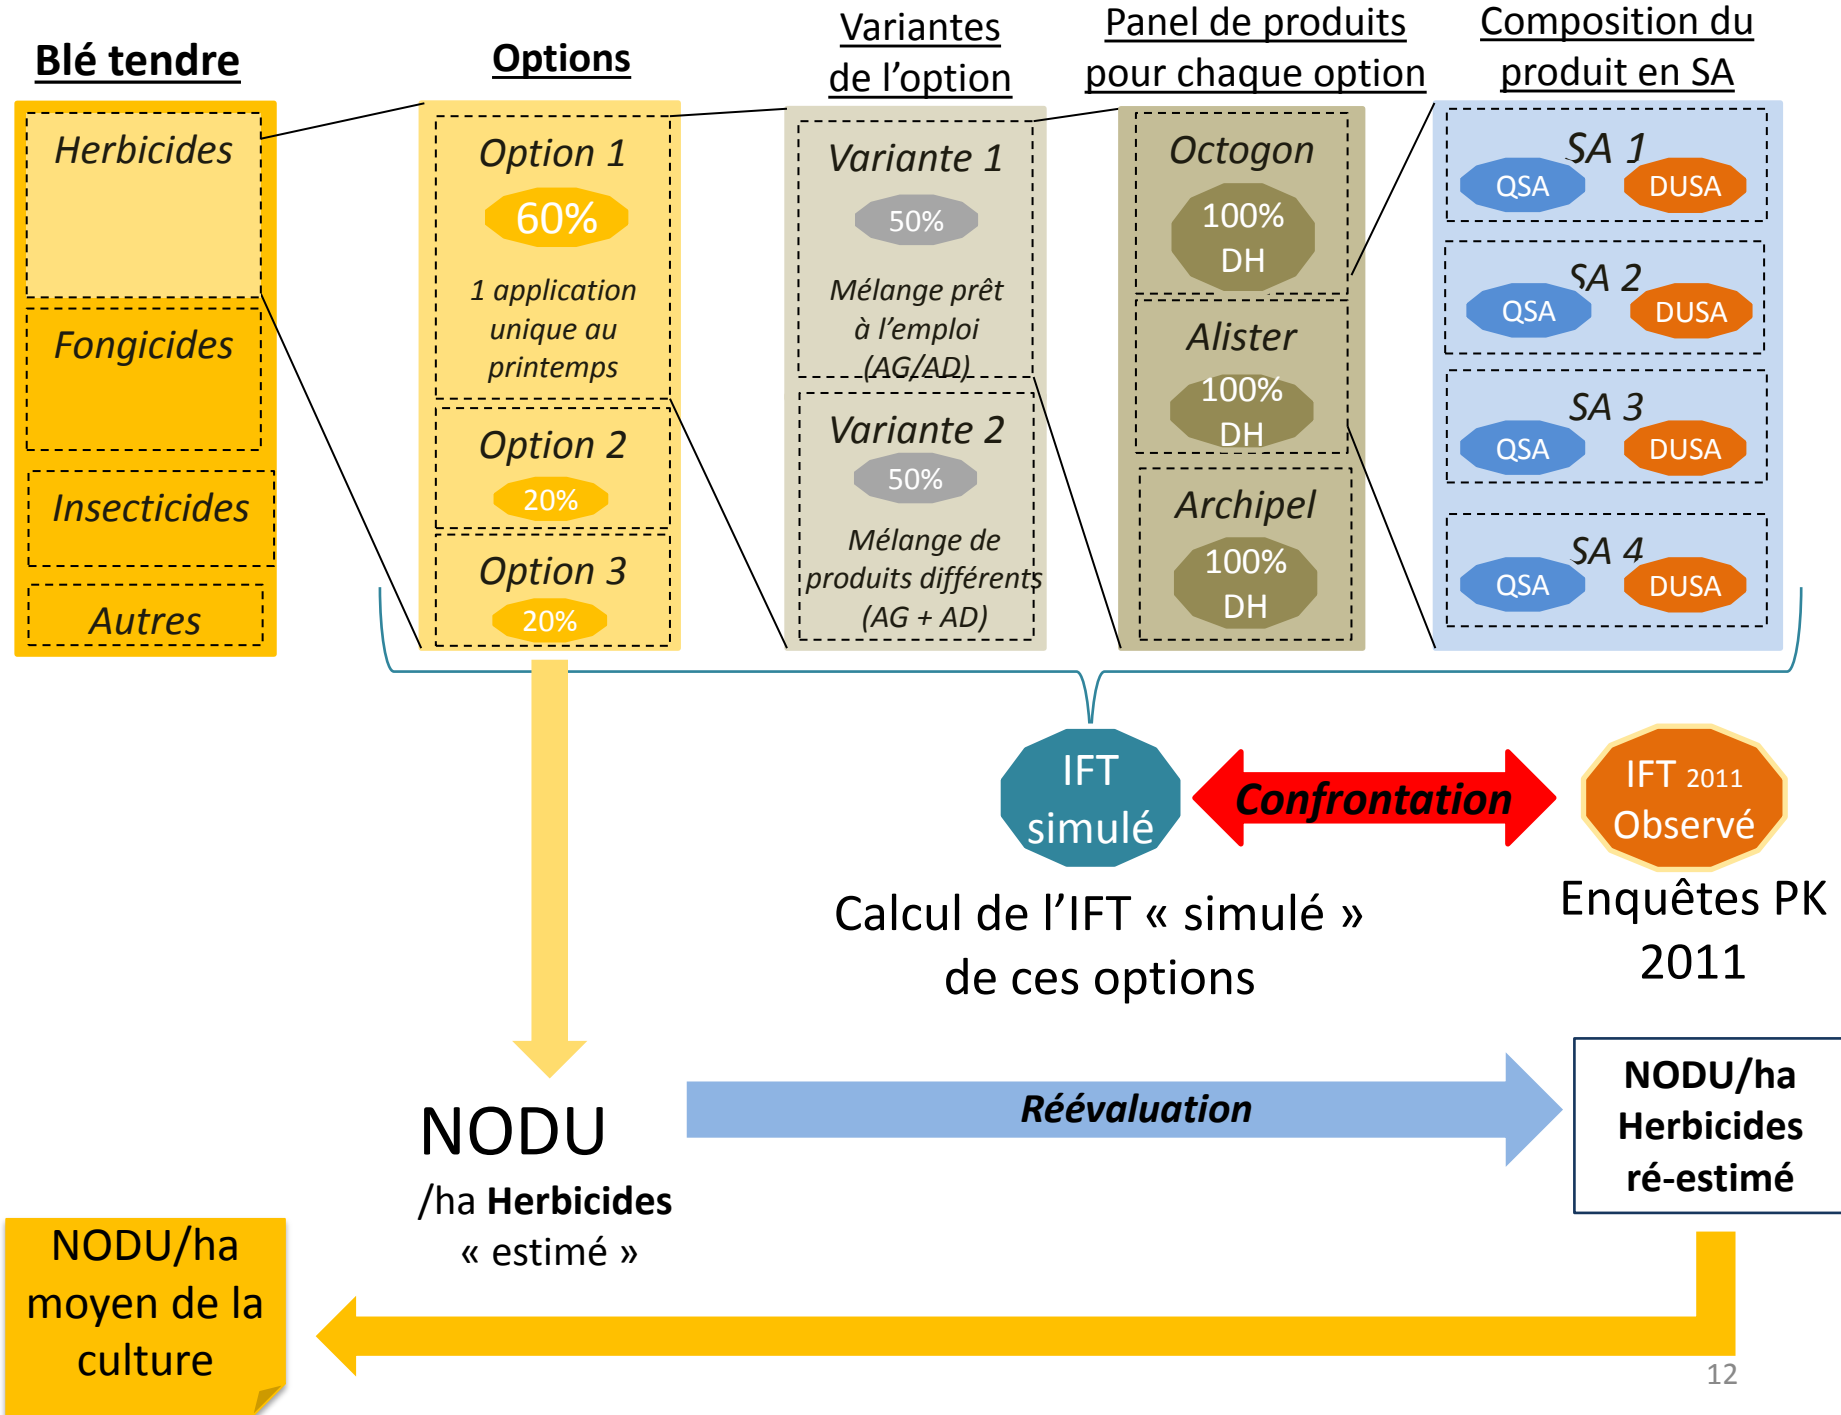 Blé tendre
Herbicides
Fongicides
Insecticides
Autres
Options
Option 1
60%
1 application
unique au
printemps
Option 2
20%
Option 3
20%
Variantes
de l’option
Variante 1
50%
Mélange prêt
à l’emploi
(AG/AD)
Variante 2
50%
Mélange de
produits différents
(AG + AD)
Panel de produits
pour chaque option
Octogon
100%
DH
Alister
100%
DH
Archipel
100%
DH
Composition du
produit en SA
SA 1
QSA DUSA
SA 2
QSA DUSA
SA 3
QSA DUSA
SA 4
QSA DUSA
IFT
simulé
Confrontation
IFT 2011
Observé
Calcul de l’IFT « simulé »
de ces options
Enquêtes PK
2011
NODU
/ha Herbicides
« estimé »
Réévaluation
NODU/ha
Herbicides
ré-estimé
NODU/ha
moyen de la
culture
12